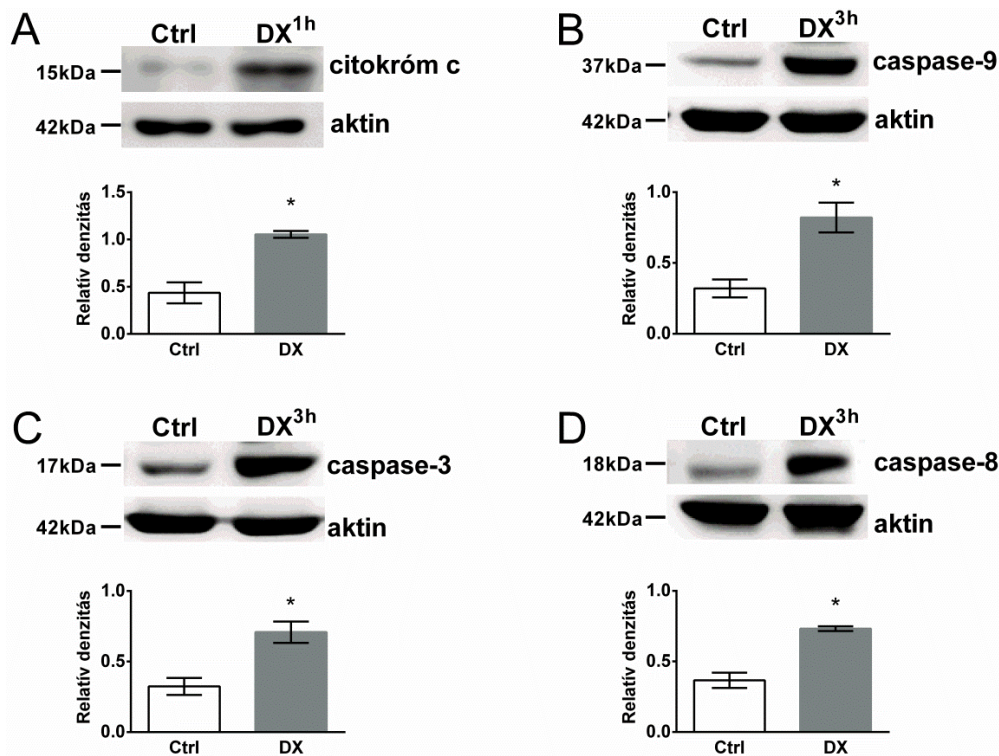 A
Ctrl DX1h
15kDa citokróm c
42kDa aktin
Relatív denzitás
1.5
1.0
0.5
0.0
*
Ctrl DX
B
Ctrl DX3h
37kDa caspase-9
42kDa aktin
Relatív denzitás
1.0
0.5
0.0
*
Ctrl DX
C
Ctrl DX3h
17kDa caspase-3
42kDa aktin
Relatív denzitás
1.0
0.5
0.0
*
Ctrl DX
D
Ctrl DX3h
18kDa caspase-8
42kDa aktin
Relatív denzitás
1.0
0.5
0.0
*
Ctrl DX